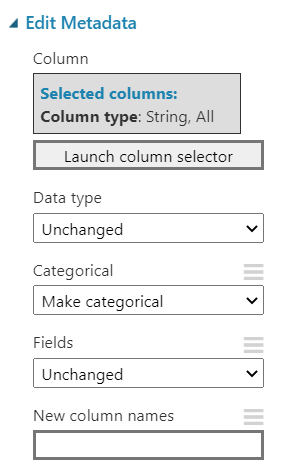 Edit Metadata
Column
Selected columns:
Column type: String, All
Launch column selector
Data type
Unchanged
Categorical
Make categorical
Fields
Unchanged
New column names